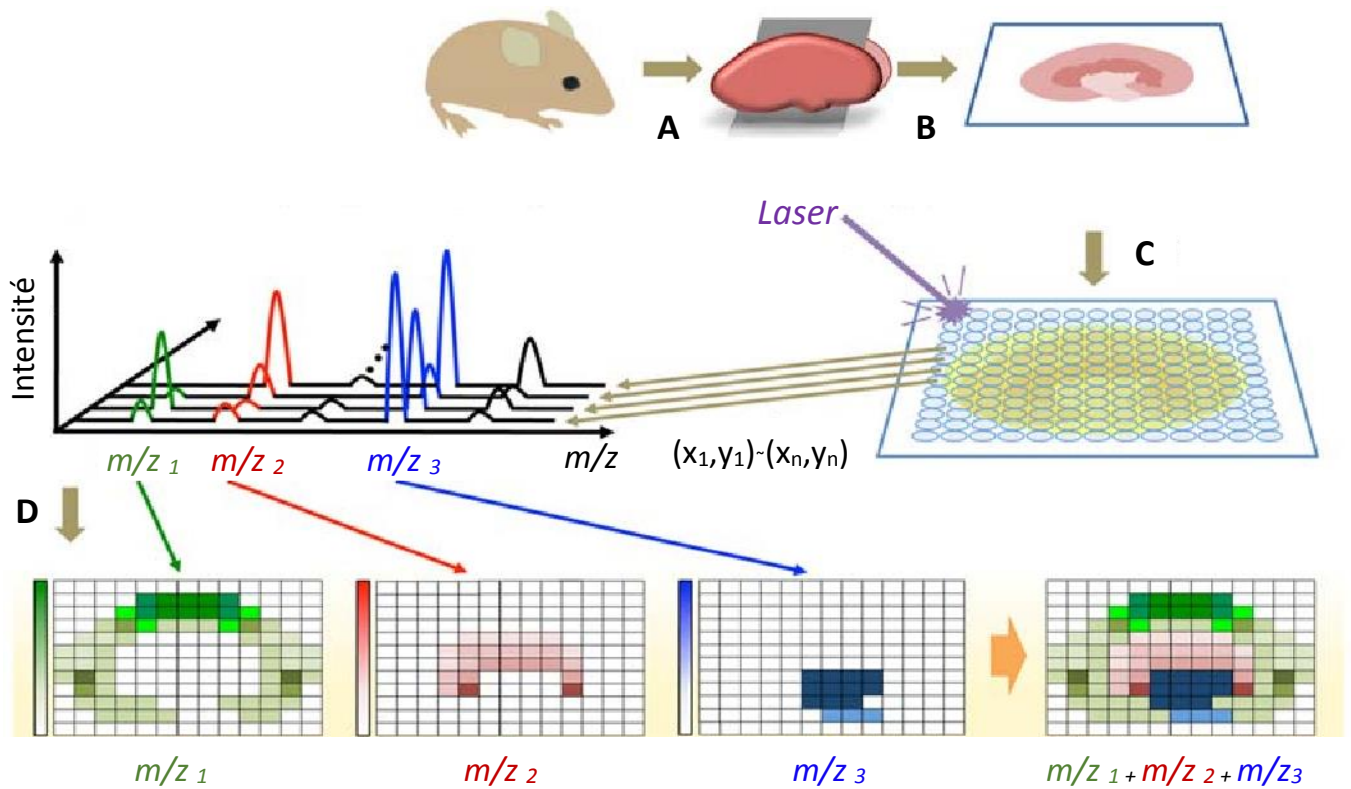 A
B
Laser
C
Intensité
m/z 1
m/z 2
m/z 3
m/z
(x1,y1)~(xn,yn)
D
m/z 1
m/z 2
m/z 3
m/z 1 + m/z 2 + m/z3